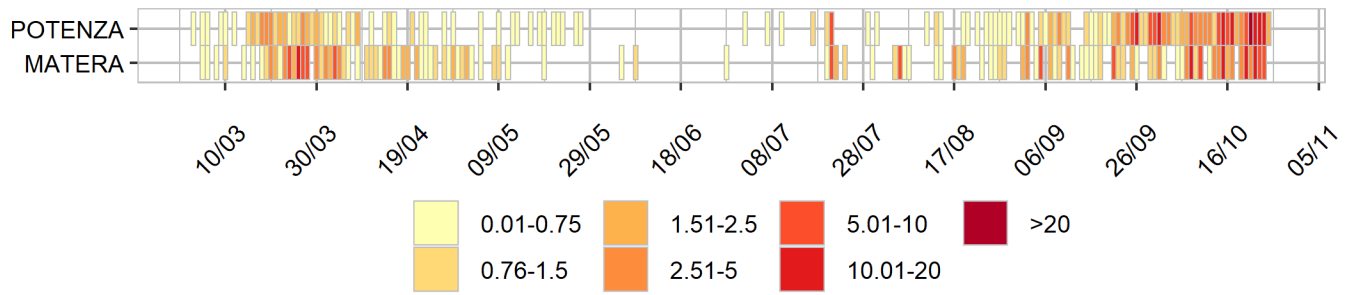 POTENZA
MATERA
10/03 30/03 19/04 09/05 29/05 18/06 08/07 28/07 17/08 06/09 26/09 16/10 05/11
0.01-0.75 1.51-2.5 5.01-10 >20
0.76-1.5 2.51-5 10.01-20